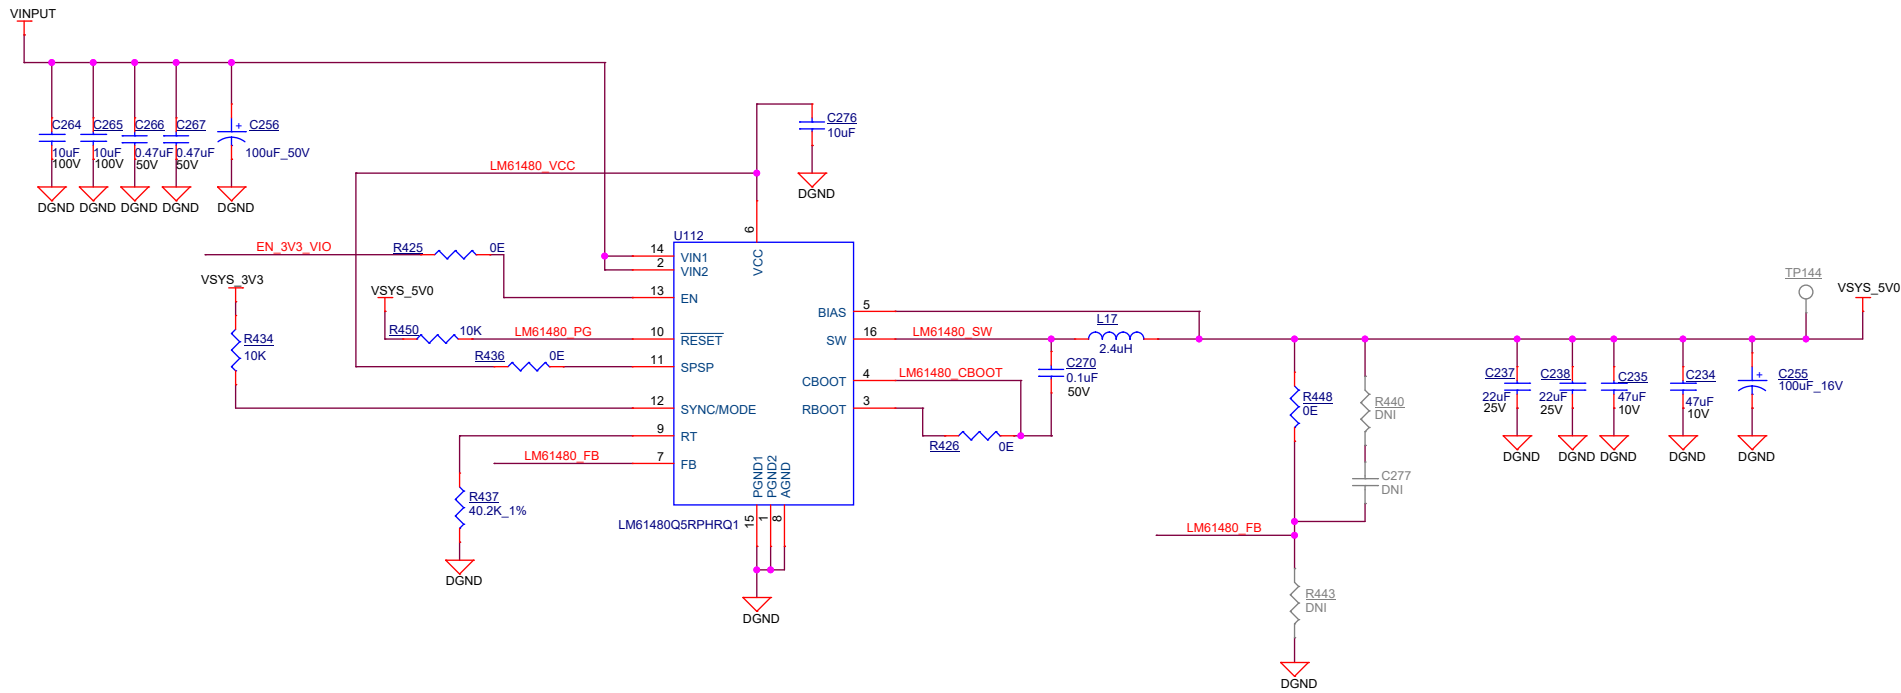 VINPUT
C264
10uF
100V
C265
10uF
100V
C266
0.47uF
50V
C267
0.47uF
50V
C256
+
100uF_50V
DGND
DGND
DGND
DGND
DGND
C276
10uF
DGND
LM61480_VCC
EN_3V3_VIO
R425
0E
VSYS_3V3
R434
10K
VSYS_5V0
R450
10K
LM61480_PG
R436
0E
U112
6
VCC
14
VIN1
2
VIN2
13
EN
10
RESET
11
SPSP
12
SYNC/MODE
9
RT
7
FB
LM61480_FB
R437
40.2K_1%
DGND
LM61480Q5RPHRQ1
PGND1
PGND2
AGND
15
1
8
DGND
BIAS
5
SW
16
LM61480_SW
CBOOT
4
LM61480_CBOOT
RBOOT
3
R426
0E
L17
2.4uH
C270
0.1uF
50V
R448
0E
R440
DNI
C277
DNI
LM61480_FB
R443
DNI
DGND
C237
22uF
25V
C238
22uF
25V
C235
47uF
10V
C234
47uF
10V
+
C255
100uF_16V
DGND
DGND
DGND
DGND
DGND
TP144
VSYS_5V0